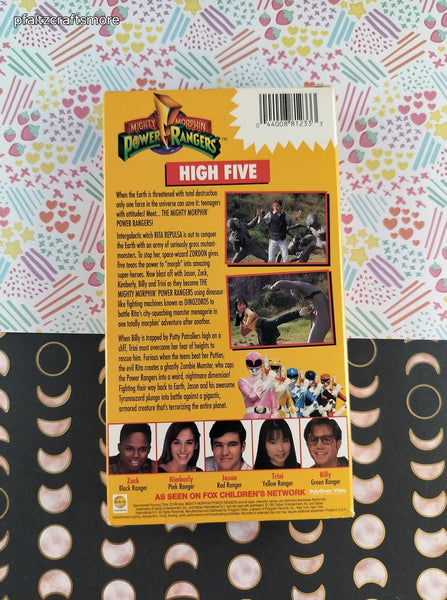 pfaltzcraftsmore
0 44008 81233 3
MIGHTY MORPHIN
POWER RANGERS™
HIGH FIVE
When the Earth is threatened with total destruction
only one force in the universe can save it: teenagers
with attitudes! Meet... THE MIGHTY MORPHIN'
POWER RANGERS!
Intergalactic witch RITA REPULSA is out to conquer
the Earth with an army of seriously gross mutant-
monsters. To stop her, space-wizard ZORDON gives
five teens the power to "morph" into amazing
super-heroes. Now blast off with Jason, Zack,
Kimberly, Billy and Trini as they become THE
MIGHTY MORPHIN' POWER RANGERS using dinosaur-
like fighting machines known as DINOZORDS to
battle Rita's city-squashing monster menagerie in
one totally morphin' adventure after another.
When Billy is trapped by Putty Patrollers high on a
cliff, Trini must overcome her fear of heights to
rescue him. Furious when the teens beat her Putties,
the evil Rita creates a ghostly Zombie Monster, who zaps
the Power Rangers into a weird, nightmare dimension!
Fighting their way back to Earth, Jason and his awesome
Tyrannozord plunge into battle against a gigantic,
armored creature that's terrorizing the entire planet.
Zack
Black Ranger
Kimberly
Pink Ranger
Jason
Red Ranger
Trini
Yellow Ranger
Billy
Green Ranger
AS SEEN ON FOX CHILDREN'S NETWORK
PolyGram Video